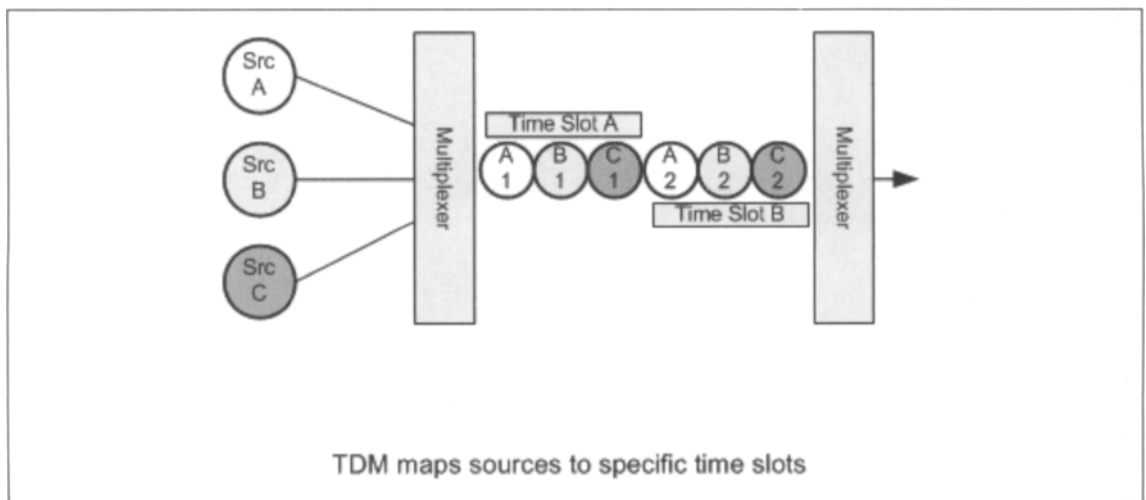 Src
A
Src
B
Src
C
Multiplexer
Time Slot A
A
1
B
1
C
1
A
2
B
2
C
2
Time Slot B
Multiplexer
TDM maps sources to specific time slots